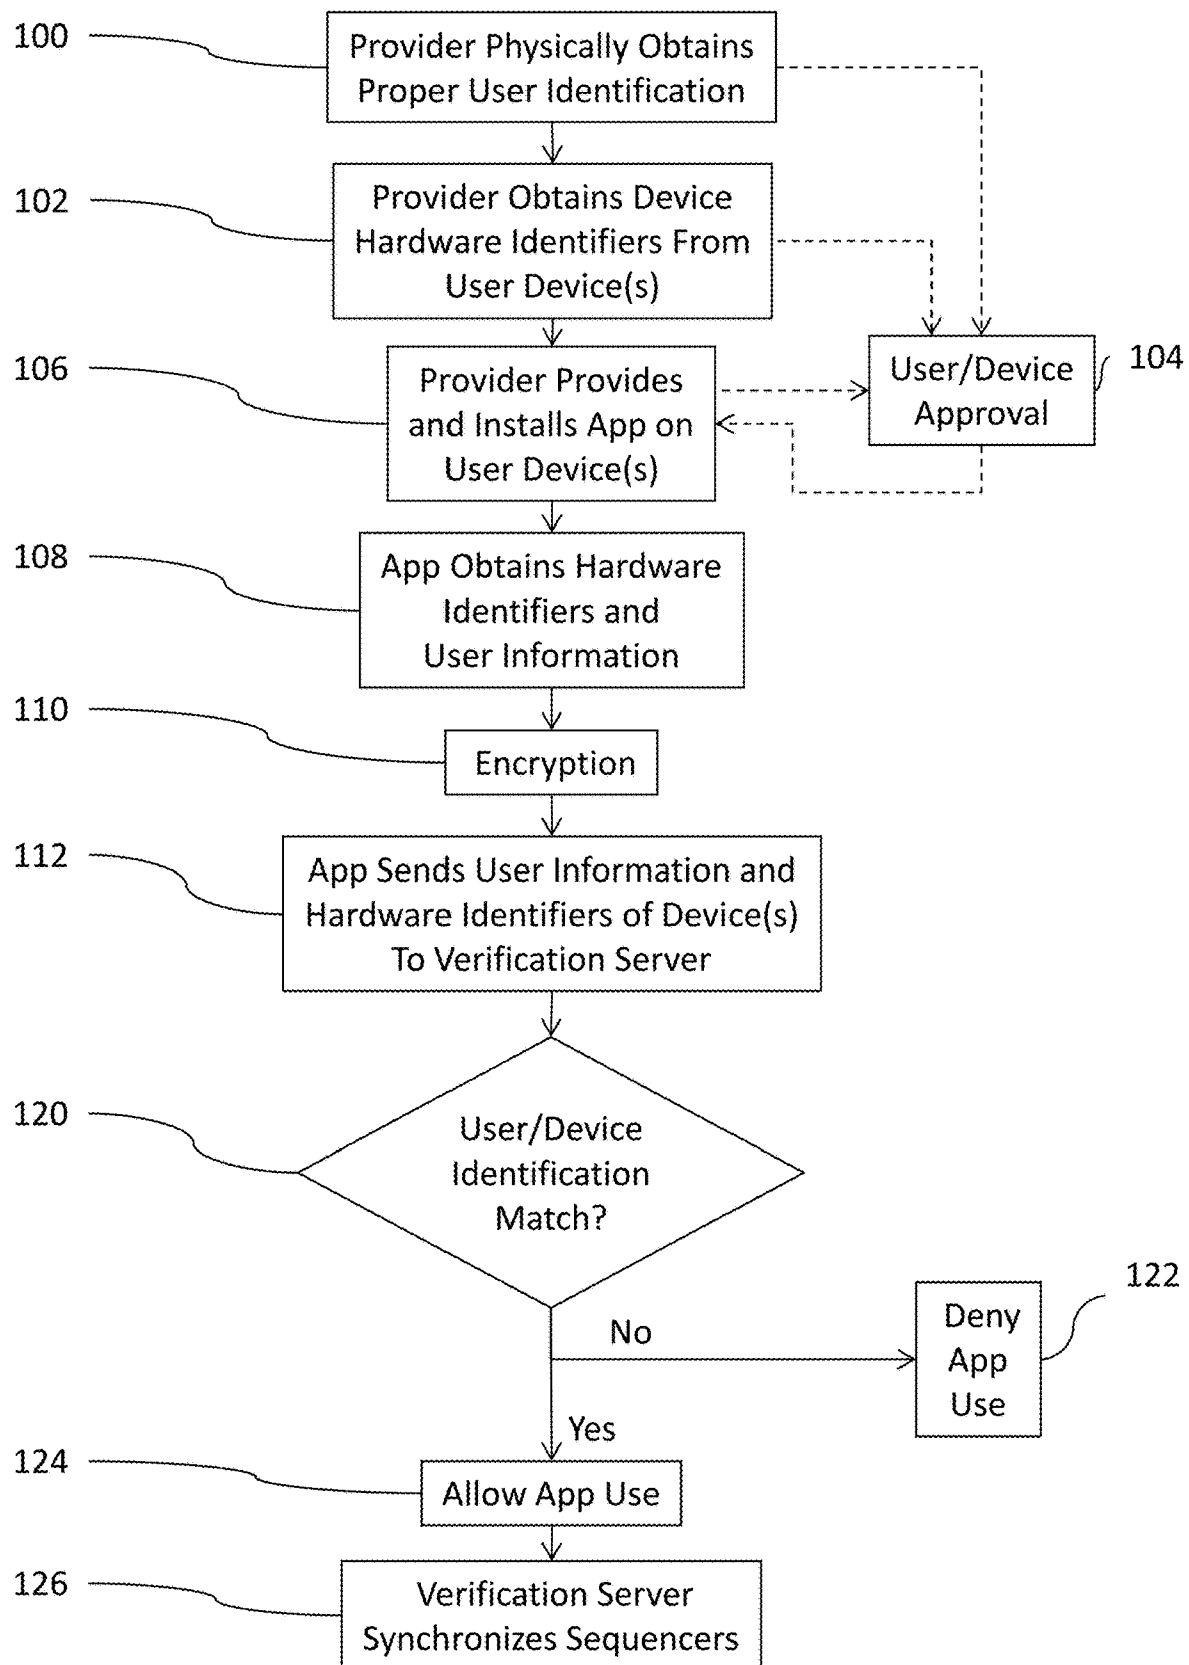 100
Provider Physically Obtains
Proper User Identification
102
Provider Obtains Device
Hardware Identifiers From
User Device(s)
104
User/Device
Approval
106
Provider Provides
and Installs App on
User Device(s)
108
App Obtains Hardware
Identifiers and
User Information
110
Encryption
112
App Sends User Information and
Hardware Identifiers of Device(s)
To Verification Server
120
User/Device
Identification
Match?
No
122
Deny
App
Use
Yes
124
Allow App Use
126
Verification Server
Synchronizes Sequencers